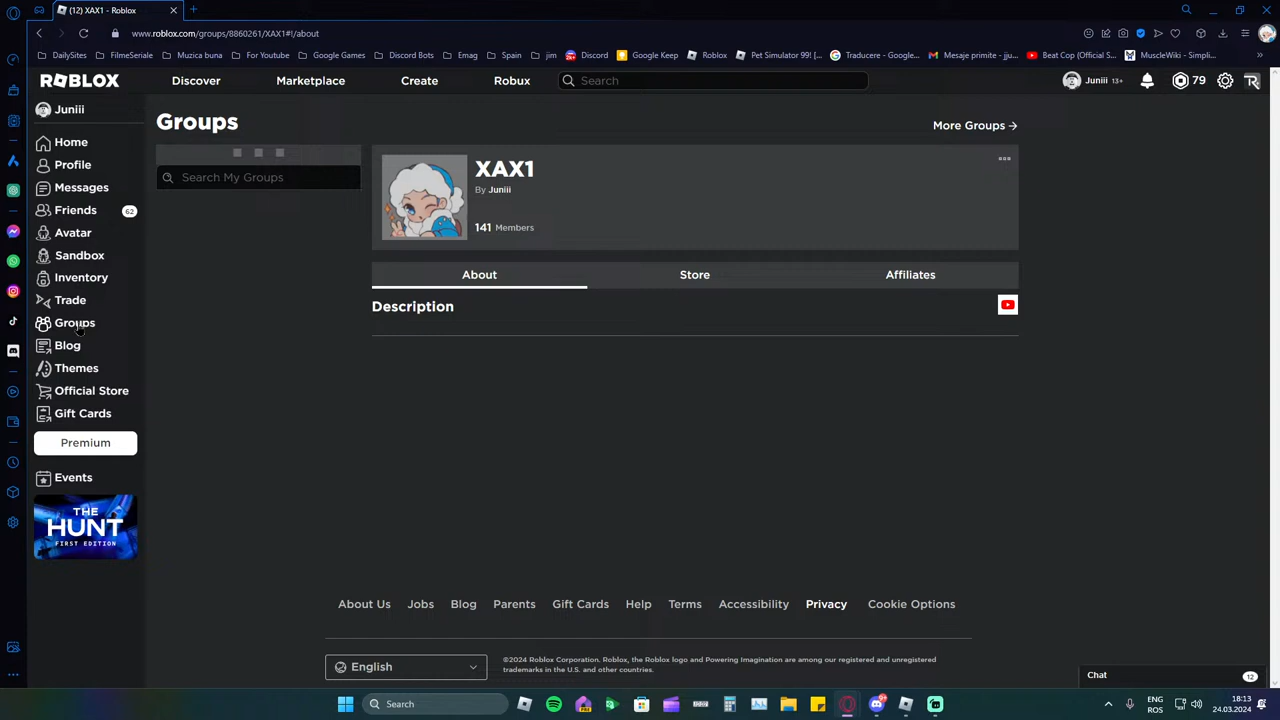 (12) XAX1 - Roblox
www.roblox.com/groups/8860261/XAX1#!/about
DailySites FilmeSeriale Muzica buna For Youtube Discord Bots Emag Spain jim Discord Google Keep Roblox Pet Simulator 99! [... Traducere - Google... Mesaje primite - jju... Beat Cop (Official S... MuscleWiki - Simpli...
ROBLOX Discover Marketplace Create Robux Search Juniii 13+ 79
Juniii
Home
Profile
Messages
Friends 62
Avatar
Sandbox
Inventory
Trade
Groups
Blog
Themes
Official Store
Gift Cards
Premium
Events
THE
HUNT
FIRST EDITION
Groups
More Groups →
Search My Groups
XAX1
By Juniii
141 Members
About Store Affiliates
Description
About Us Jobs Blog Parents Gift Cards Help Terms Accessibility Privacy Cookie Options
English
©2024 Roblox Corporation. Roblox, the Roblox logo and Powering Imagination are among our registered and unregistered
trademarks in the U.S. and other countries.
Chat 12
Search
ENG
ROS
18:13
24.03.2024